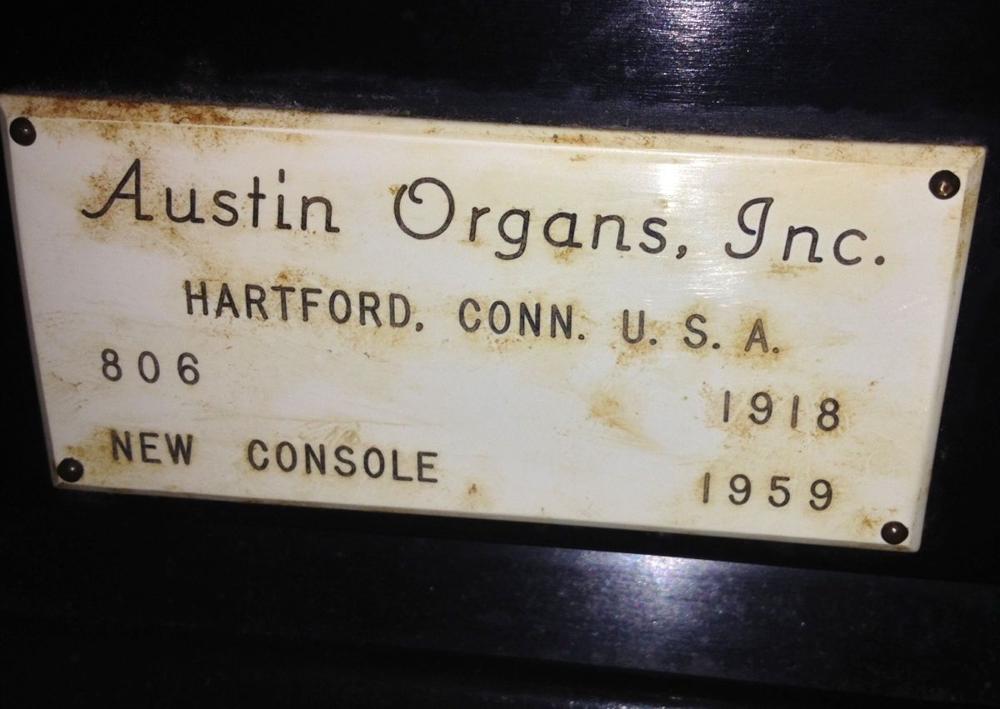 Austin Organs, Inc.
HARTFORD, CONN. U. S. A.
806 1918
NEW CONSOLE 1959